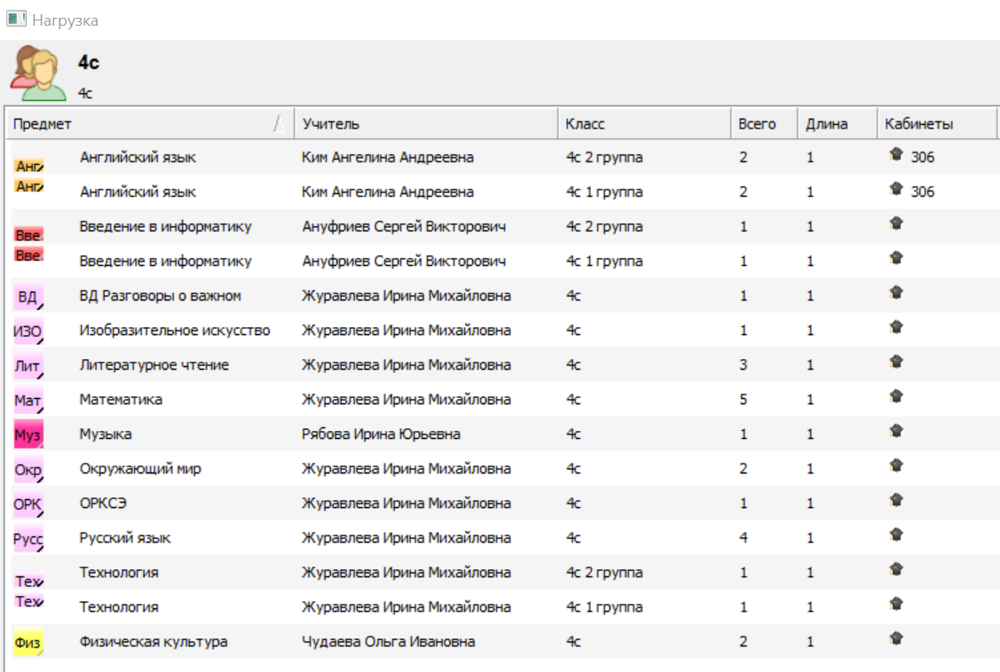 Нагрузка
4с
4с
Предмет Учитель Класс Всего Длина Кабинеты
Анг Английский язык Ким Ангелина Андреевна 4с 2 группа 2 1 306
Анг Английский язык Ким Ангелина Андреевна 4с 1 группа 2 1 306
Вве Введение в информатику Ануфриев Сергей Викторович 4с 2 группа 1 1
Вве Введение в информатику Ануфриев Сергей Викторович 4с 1 группа 1 1
ВД ВД Разговоры о важном Журавлева Ирина Михайловна 4с 1 1
ИЗО Изобразительное искусство Журавлева Ирина Михайловна 4с 1 1
Лит Литературное чтение Журавлева Ирина Михайловна 4с 3 1
Мат Математика Журавлева Ирина Михайловна 4с 5 1
Муз Музыка Рябова Ирина Юрьевна 4с 1 1
Окр Окружающий мир Журавлева Ирина Михайловна 4с 2 1
ОРК ОРКСЭ Журавлева Ирина Михайловна 4с 1 1
Русс Русский язык Журавлева Ирина Михайловна 4с 4 1
Тех Технология Журавлева Ирина Михайловна 4с 2 группа 1 1
Тех Технология Журавлева Ирина Михайловна 4с 1 группа 1 1
Физ Физическая культура Чудаева Ольга Ивановна 4с 2 1